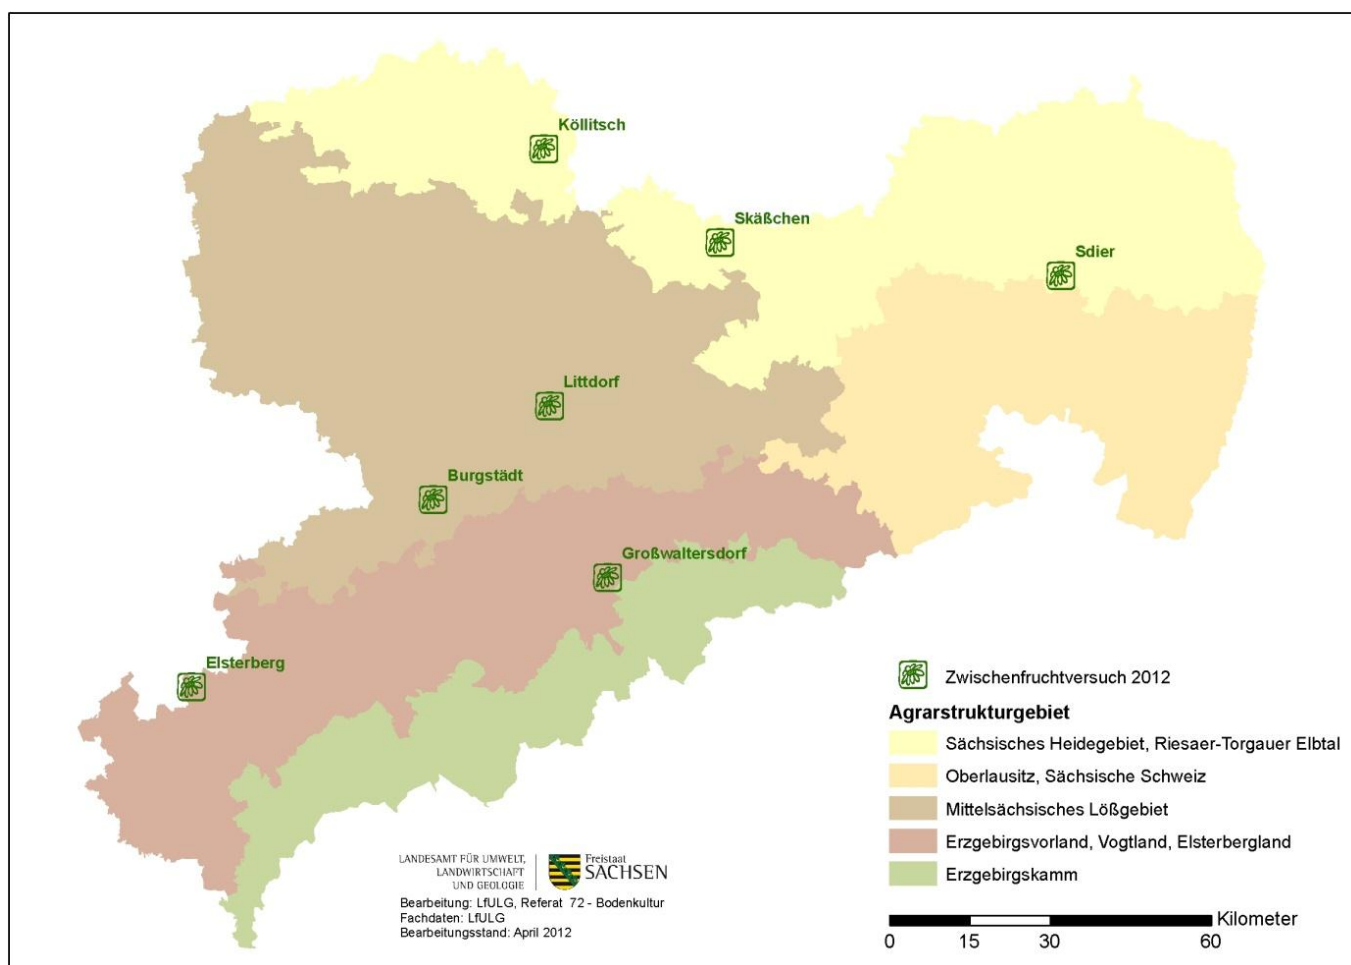 Köllitsch
Skäßchen
Sdier
Littdorf
Burgstädt
Großwaltersdorf
Elsterberg
Zwischenfruchtversuch 2012
Agrarstrukturgebiet
Sächsisches Heidegebiet, Riesaer-Torgauer Elbtal
Oberlausitz, Sächsische Schweiz
Mittelsächsisches Lößgebiet
Erzgebirgsvorland, Vogtland, Elsterbergland
Erzgebirgskamm
LANDESAMT FÜR UMWELT,
LANDWIRTSCHAFT
UND GEOLOGIE
Freistaat
SACHSEN
Bearbeitung: LfULG, Referat 72 - Bodenkultur
Fachdaten: LfULG
Bearbeitungsstand: April 2012
Kilometer
0 15 30 60